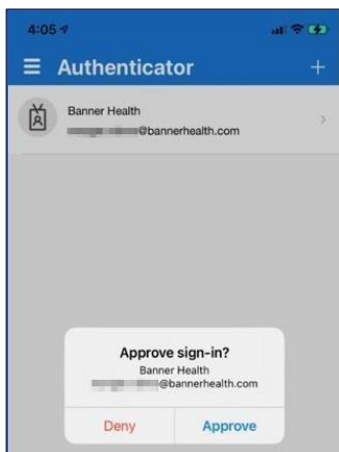 4:05
Authenticator
Banner Health
@bannerhealth.com
Approve sign-in?
Banner Health
@bannerhealth.com
Deny
Approve